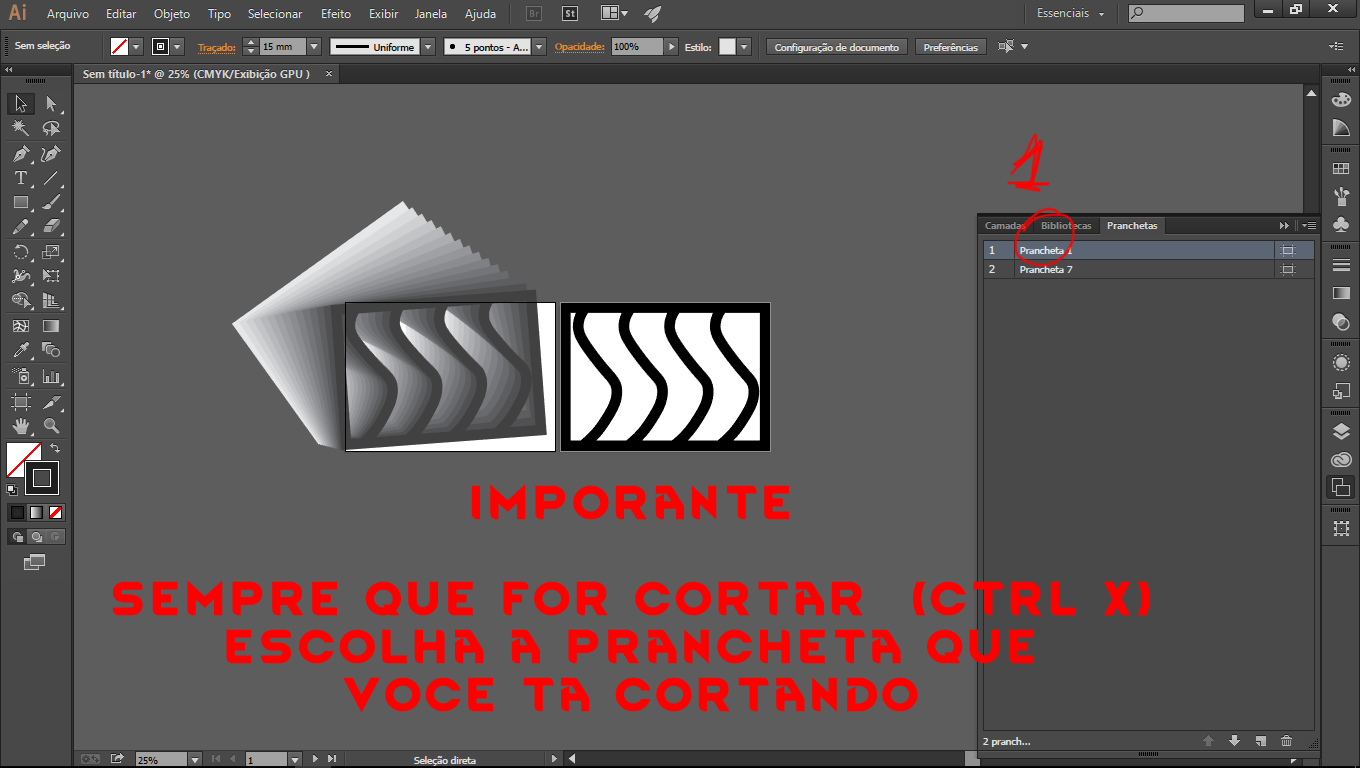 Ai Arquivo Editar Objeto Tipo Selecionar Efeito Exibir Janela Ajuda Br St Essenciais
Sem seleção Traçado: 15 mm Uniforme 5 pontos - A... Opacidade: 100% Estilo: Configuração de documento Preferências
Sem título-1* @ 25% (CMYK/Exibição GPU ) ×
1
Camadas Bibliotecas Pranchetas
1 Prancheta 1
2 Prancheta 7
IMPORANTE
SEMPRE QUE FOR CORTAR (CTRL X)
ESCOLHA A PRANCHETA QUE
VOCE TA CORTANDO
2 pranch...
25% 1 Seleção direta